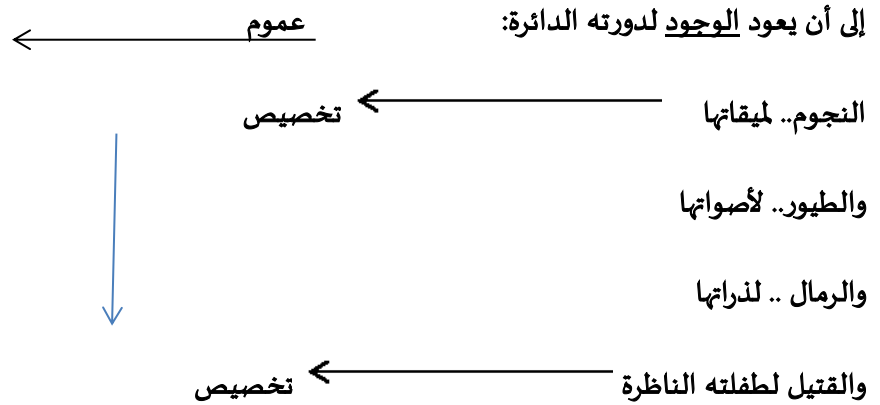 إلى أن يعود الوجود لدورته الدائرة: عموم
النجوم.. لميقاتها تخصيص
والطيور.. لأصواتها
والرمال .. لذراتها
والقتيل لطفلته الناظرة تخصيص